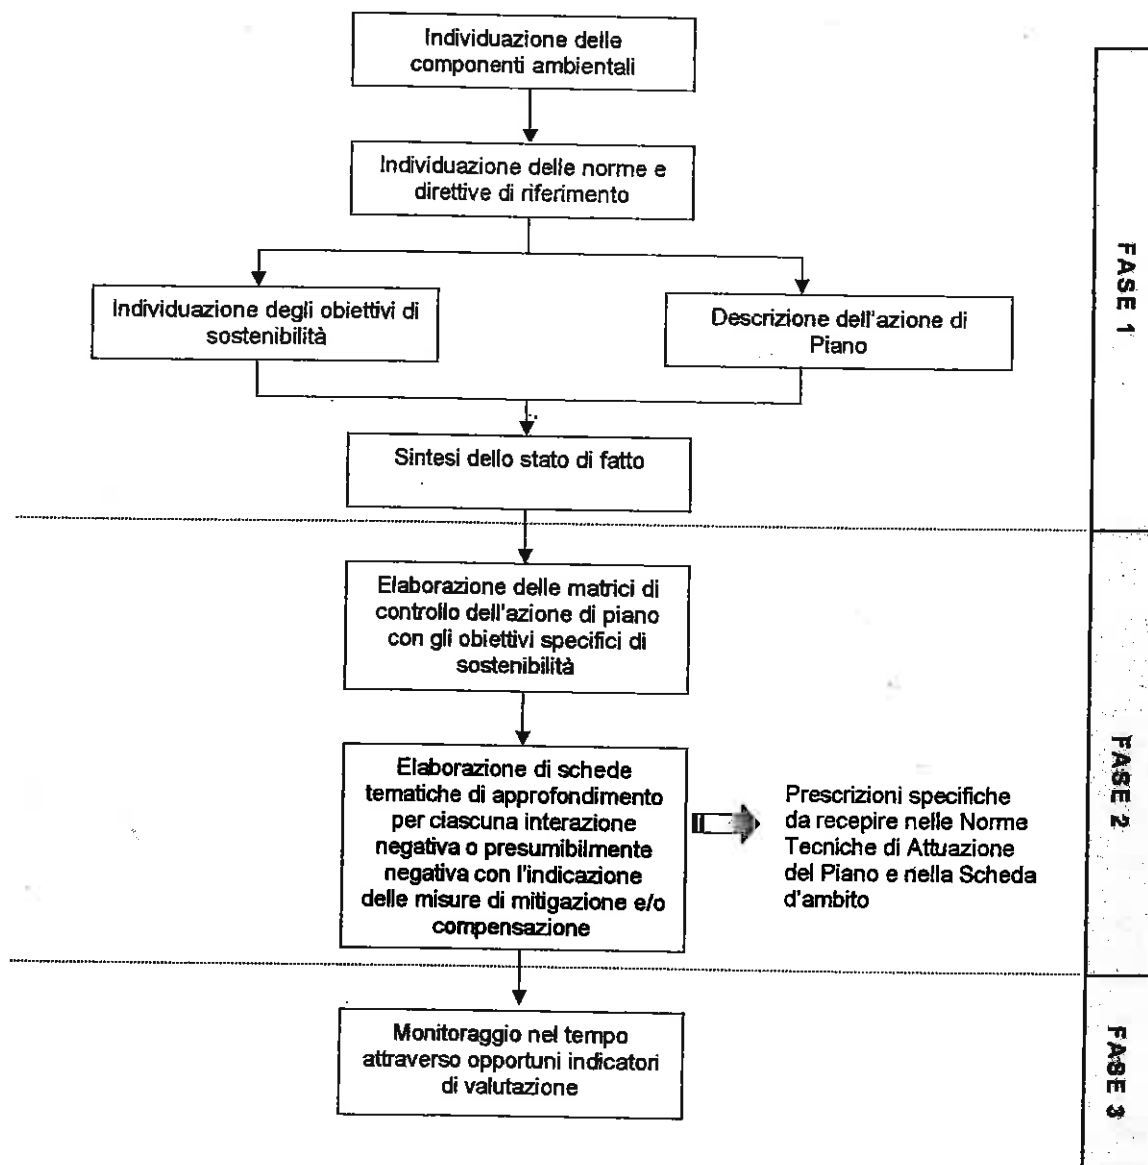 Individuazione delle
componenti ambientali
Individuazione delle norme e
direttive di riferimento
Individuazione degli obiettivi di
sostenibilità
Descrizione dell'azione di
Piano
Sintesi dello stato di fatto
FASE 1
Elaborazione delle matrici di
controllo dell'azione di piano
con gli obiettivi specifici di
sostenibilità
Elaborazione di schede
tematiche di approfondimento
per ciascuna interazione
negativa o presumibilmente
negativa con l'indicazione
delle misure di mitigazione e/o
compensazione
Prescrizioni specifiche
da recepire nelle Norme
Tecniche di Attuazione
del Piano e nella Scheda
d'ambito
FASE 2
Monitoraggio nel tempo
attraverso opportuni indicatori
di valutazione
FASE 3